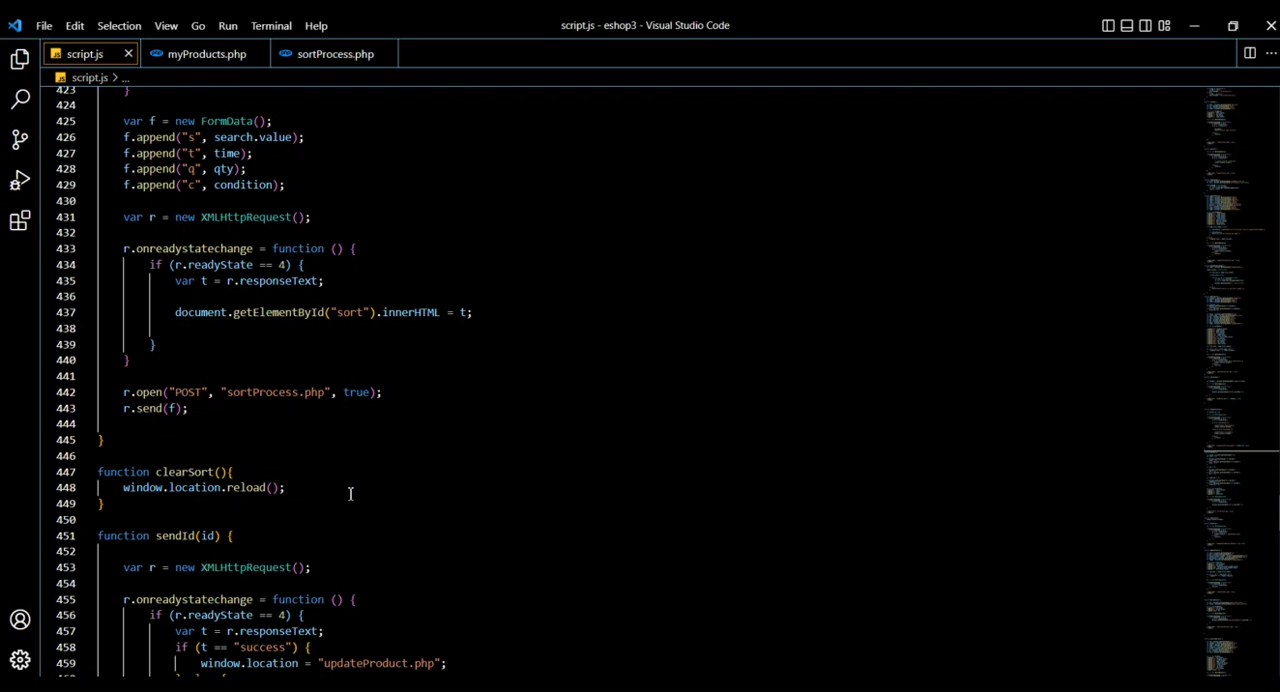 File Edit Selection View Go Run Terminal Help
script.js - eshop3 - Visual Studio Code
script.js
myProducts.php
sortProcess.php
script.js > ...
423 }
424
425 var f = new FormData();
426 f.append("s", search.value);
427 f.append("t", time);
428 f.append("q", qty);
429 f.append("c", condition);
430
431 var r = new XMLHttpRequest();
432
433 r.onreadystatechange = function () {
434 if (r.readyState == 4) {
435 var t = r.responseText;
436
437 document.getElementById("sort").innerHTML = t;
438
439 }
440 }
441
442 r.open("POST", "sortProcess.php", true);
443 r.send(f);
444
445 }
446
447 function clearSort(){
448 window.location.reload();
449 }
450
451 function sendId(id) {
452
453 var r = new XMLHttpRequest();
454
455 r.onreadystatechange = function () {
456 if (r.readyState == 4) {
457 var t = r.responseText;
458 if (t == "success") {
459 window.location = "updateProduct.php";